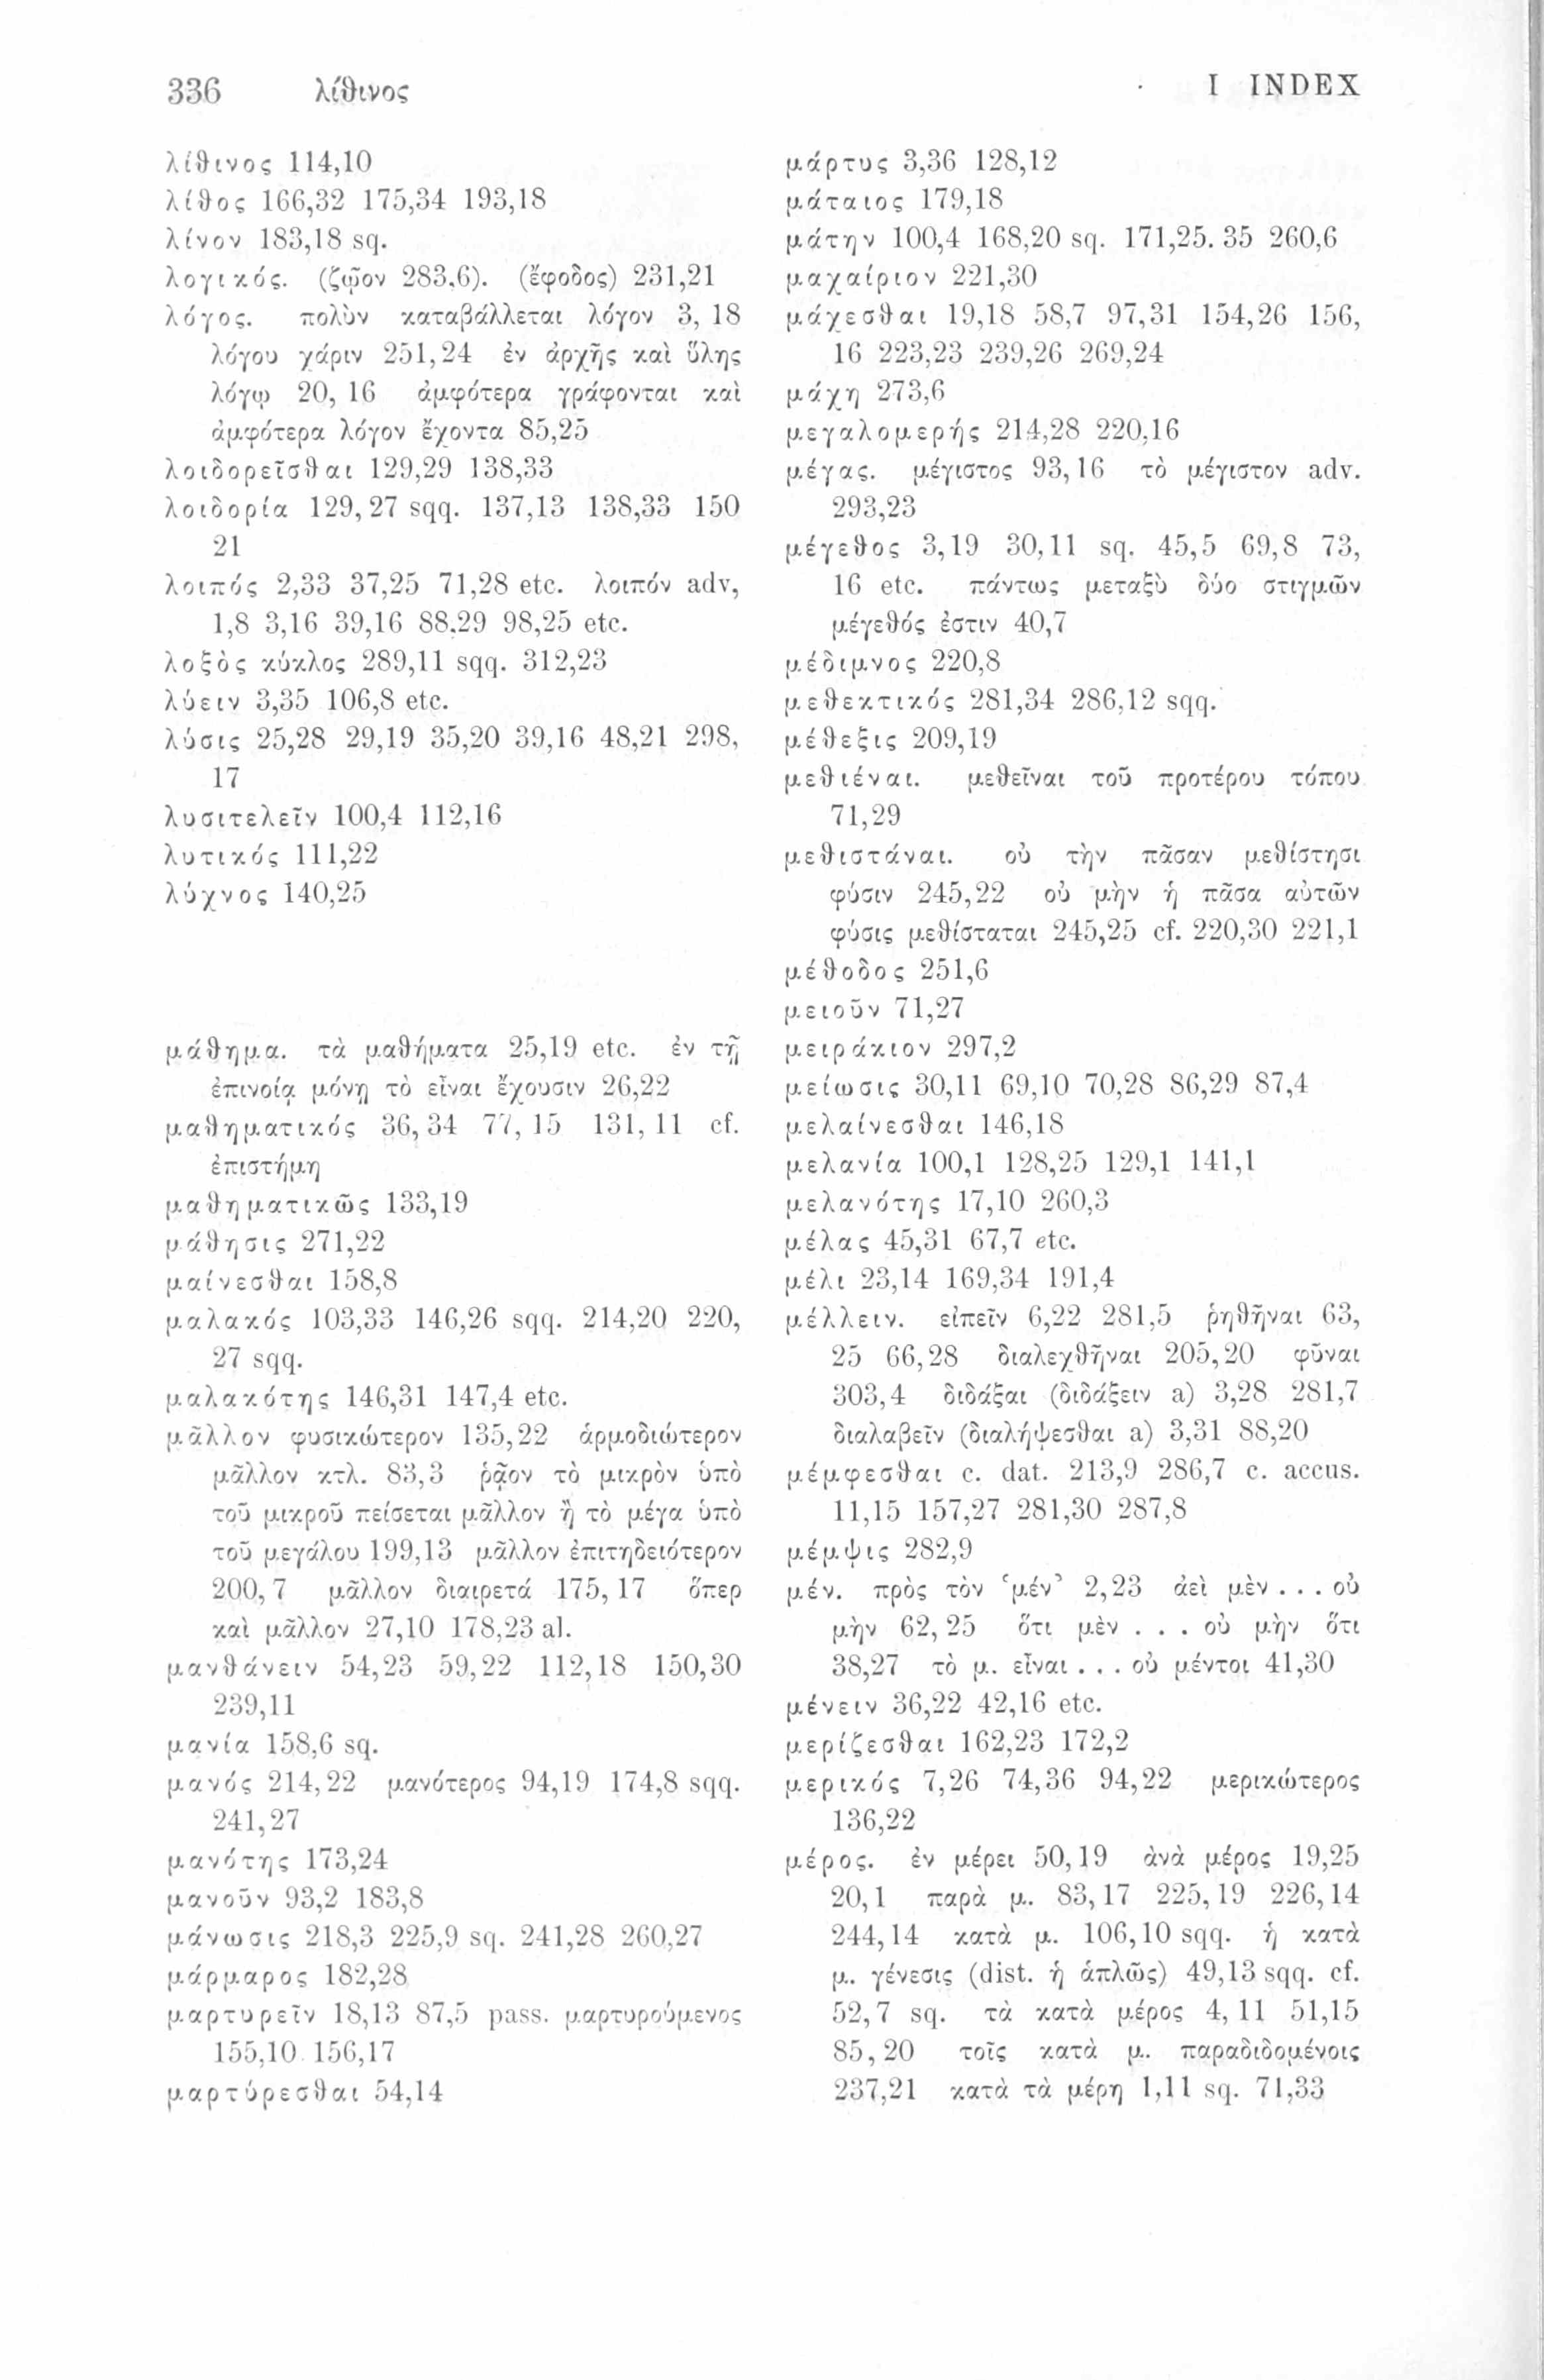 336 λίθινος I INDEX
λίθινος 114,10
λίθος 166,32 175,34 193,18
λίνον 183,18 sq.
λογικός. (ζῷον 283,6). (ἔφοδος) 231,21
λόγος. πολὺν καταβάλλεται λόγον 3, 18
λόγου χάριν 251,24 ἐν ἀρχῆς καὶ ὕλης
λόγῳ 20, 16 ἀμφότερα γράφονται καὶ
ἀμφότερα λόγον ἔχοντα 85,25
λοιδορεῖσθαι 129,29 138,33
λοιδορία 129, 27 sqq. 137,13 138,33 150
21
λοιπός 2,33 37,25 71,28 etc. λοιπόν adv,
1,8 3,16 39,16 88,29 98,25 etc.
λοξὸς κύκλος 289,11 sqq. 312,23
λύειν 3,35 106,8 etc.
λύσις 25,28 29,19 35,20 39,16 48,21 298,
17
λυσιτελεῖν 100,4 112,16
λυτικός 111,22
λύχνος 140,25
μάθημα. τὰ μαθήματα 25,19 etc. ἐν τῇ
ἐπινοίᾳ μόνῃ τὸ εἶναι ἔχουσιν 26,22
μαθηματικός 36, 34 77, 15 131, 11 cf.
ἐπιστήμη
μαθηματικῶς 133,19
μάθησις 271,22
μαίνεσθαι 158,8
μαλακός 103,33 146,26 sqq. 214,20 220,
27 sqq.
μαλακότης 146,31 147,4 etc.
μᾶλλον φυσικώτερον 135,22 ἁρμοδιώτερον
μᾶλλον κτλ. 83,3 ῥᾷον τὸ μικρὸν ὑπὸ
τοῦ μικροῦ πείσεται μᾶλλον ἢ τὸ μέγα ὑπὸ
τοῦ μεγάλου 199,13 μᾶλλον ἐπιτηδειότερον
200, 7 μᾶλλον διαιρετά 175, 17 ὅπερ
καὶ μᾶλλον 27,10 178,23 al.
μανθάνειν 54,23 59,22 112,18 150,30
239,11
μανία 158,6 sq.
μανός 214, 22 μανότερος 94,19 174,8 sqq.
241,27
μανότης 173,24
μανοῦν 93,2 183,8
μάνωσις 218,3 225,9 sq. 241,28 260,27
μάρμαρος 182,28
μαρτυρεῖν 18,13 87,5 pass. μαρτυρούμενος
155,10 156,17
μαρτύρεσθαι 54,14
μάρτυς 3,36 128,12
μάταιος 179,18
μάτην 100,4 168,20 sq. 171,25. 35 260,6
μαχαίριον 221,30
μάχεσθαι 19,18 58,7 97,31 154,26 156,
16 223,23 239,26 269,24
μάχη 273,6
μεγαλομερής 214,28 220,16
μέγας. μέγιστος 93, 16 τὸ μέγιστον adv.
293,23
μέγεθος 3,19 30,11 sq. 45,5 69,8 73,
16 etc. πάντως μεταξὺ δύο στιγμῶν
μέγεθός ἐστιν 40,7
μέδιμνος 220,8
μεθεκτικός 281,34 286,12 sqq.
μέθεξις 209,19
μεθιέναι. μεθεῖναι τοῦ προτέρου τόπου
71,29
μεθιστάναι. οὐ τὴν πᾶσαν μεθίστησι
φύσιν 245,22 οὐ μὴν ἡ πᾶσα αὐτῶν
φύσις μεθίσταται 245,25 cf. 220,30 221,1
μέθοδος 251,6
μειοῦν 71,27
μειράκιον 297,2
μείωσις 30,11 69,10 70,28 86,29 87,4
μελαίνεσθαι 146,18
μελανία 100,1 128,25 129,1 141,1
μελανότης 17,10 260,3
μέλας 45,31 67,7 etc.
μέλι 23,14 169,34 191,4
μέλλειν. εἰπεῖν 6,22 281,5 ῥηθῆναι 63,
25 66,28 διαλεχθῆναι 205,20 φῦναι
303,4 διδάξαι (διδάξειν a) 3,28 281,7
διαλαβεῖν (διαλήψεσθαι a) 3,31 88,20
μέμφεσθαι c. dat. 213,9 286,7 c. accus.
11,15 157,27 281,30 287,8
μέμψις 282,9
μέν. πρὸς τὸν ‘μέν’ 2,23 ἀεὶ μὲν . . . οὐ
μὴν 62, 25 ὅτι μὲν . . . οὐ μὴν ὅτι
38,27 τὸ μ. εἶναι . . . οὐ μέντοι 41,30
μένειν 36,22 42,16 etc.
μερίζεσθαι 162,23 172,2
μερικός 7,26 74,36 94,22 μερικώτερος
136,22
μέρος. ἐν μέρει 50, 19 ἀνὰ μέρος 19,25
20, 1 παρὰ μ. 83, 17 225, 19 226, 14
244, 14 κατὰ μ. 106, 10 sqq. ἡ κατὰ
μ. γένεσις (dist. ἡ ἁπλῶς) 49,13 sqq. cf.
52, 7 sq. τὰ κατὰ μέρος 4, 11 51,15
85, 20 τοῖς κατὰ μ. παραδιδομένοις
237,21 κατὰ τὰ μέρη 1,11 sq. 71,33